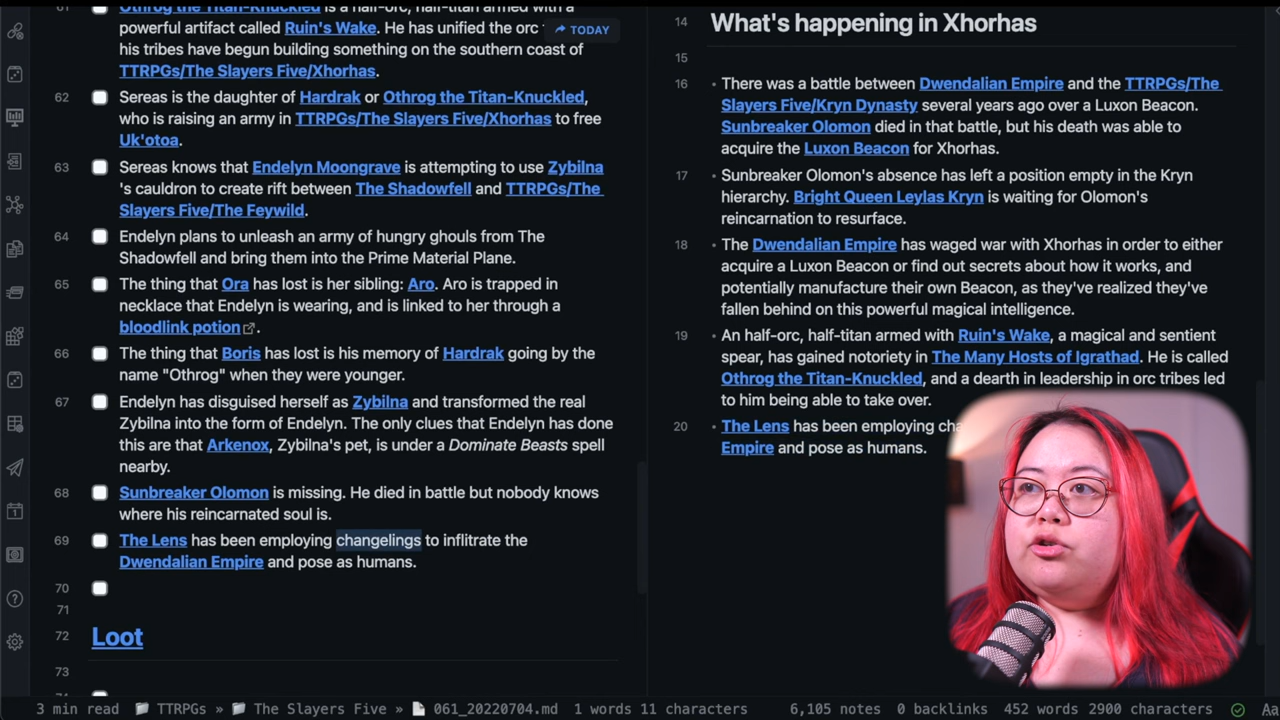 61
Othrog the Titan-Knuckled is a half-orc, half-titan armed with a
powerful artifact called Ruin's Wake. He has unified the orc
TODAY
his tribes have begun building something on the southern coast of
TTRPGs/The Slayers Five/Xhorhas.
62
Sereas is the daughter of Hardrak or Othrog the Titan-Knuckled,
who is raising an army in TTRPGs/The Slayers Five/Xhorhas to free
Uk'otoa.
63
Sereas knows that Endelyn Moongrave is attempting to use Zybilna
's cauldron to create rift between The Shadowfell and TTRPGs/The
Slayers Five/The Feywild.
64
Endelyn plans to unleash an army of hungry ghouls from The
Shadowfell and bring them into the Prime Material Plane.
65
The thing that Ora has lost is her sibling: Aro. Aro is trapped in
necklace that Endelyn is wearing, and is linked to her through a
bloodlink potion.
66
The thing that Boris has lost is his memory of Hardrak going by the
name "Othrog" when they were younger.
67
Endelyn has disguised herself as Zybilna and transformed the real
Zybilna into the form of Endelyn. The only clues that Endelyn has done
this are that Arkenox, Zybilna's pet, is under a Dominate Beasts spell
nearby.
68
Sunbreaker Olomon is missing. He died in battle but nobody knows
where his reincarnated soul is.
69
The Lens has been employing changelings to inflitrate the
Dwendalian Empire and pose as humans.
70
71
72
Loot
73
14
What's happening in Xhorhas
15
16
There was a battle between Dwendalian Empire and the TTRPGs/The
Slayers Five/Kryn Dynasty several years ago over a Luxon Beacon.
Sunbreaker Olomon died in that battle, but his death was able to
acquire the Luxon Beacon for Xhorhas.
17
Sunbreaker Olomon's absence has left a position empty in the Kryn
hierarchy. Bright Queen Leylas Kryn is waiting for Olomon's
reincarnation to resurface.
18
The Dwendalian Empire has waged war with Xhorhas in order to either
acquire a Luxon Beacon or find out secrets about how it works, and
potentially manufacture their own Beacon, as they've realized they've
fallen behind on this powerful magical intelligence.
19
An half-orc, half-titan armed with Ruin's Wake, a magical and sentient
spear, has gained notoriety in The Many Hosts of Igrathad. He is called
Othrog the Titan-Knuckled, and a dearth in leadership in orc tribes led
to him being able to take over.
20
The Lens has been employing cha
Empire and pose as humans.
3 min read TTRPGs » The Slayers Five » 061_20220704.md 1 words 11 characters 6,105 notes 0 backlinks 452 words 2900 characters Aa